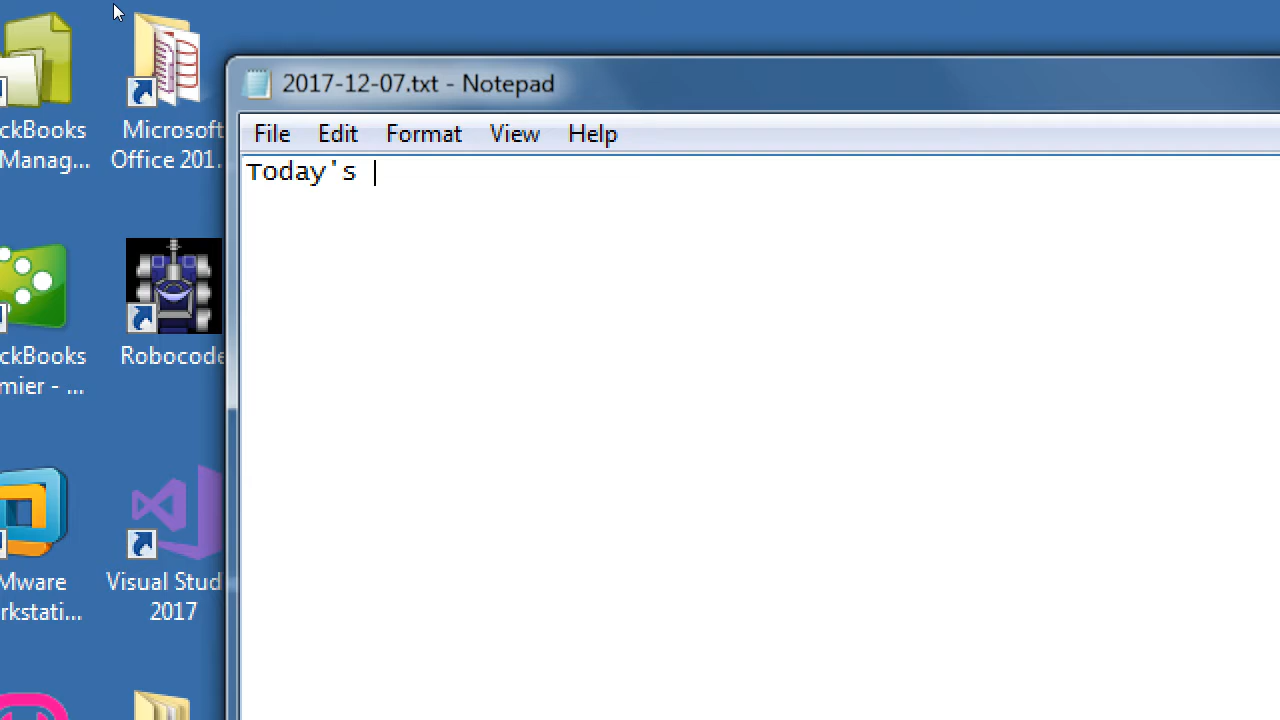 2017-12-07.txt - Notepad
File Edit Format View Help
Today's
ckBooks
Manag...
Microsoft
Office 201.
ckBooks
mier - ...
Robocode
Mware
rkstati...
Visual Stud
2017